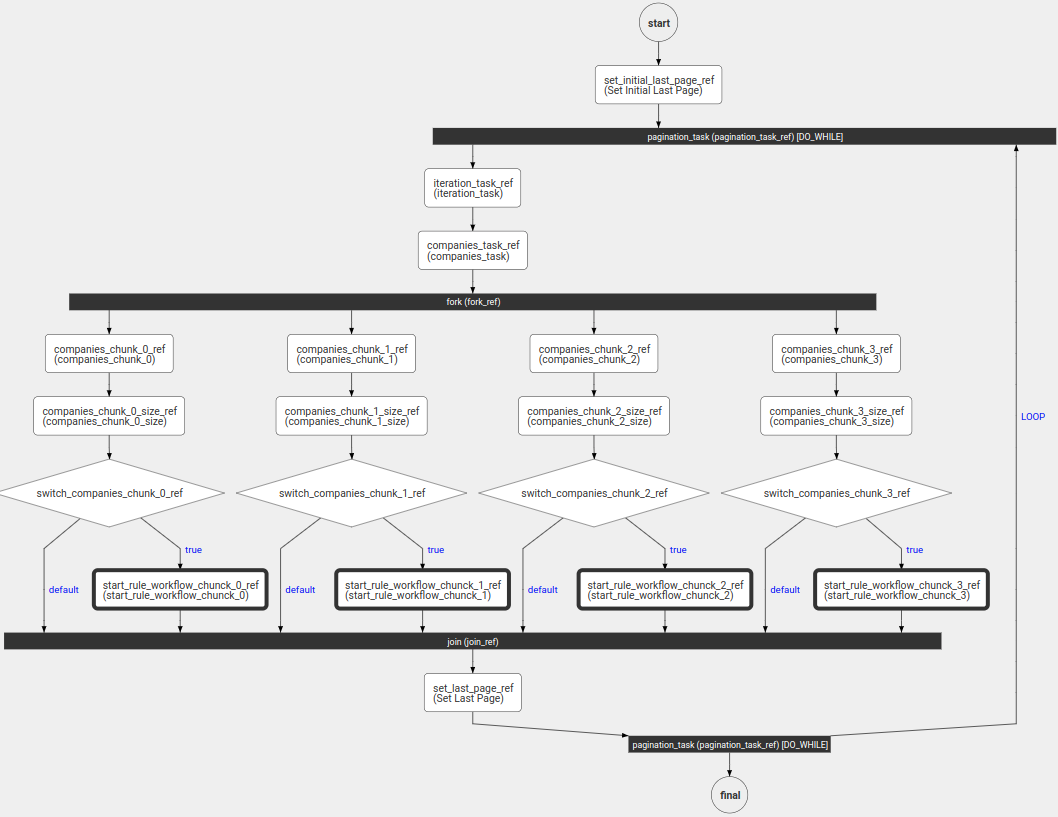 start
set_initial_last_page_ref
(Set Initial Last Page)
pagination_task (pagination_task_ref) [DO_WHILE]
iteration_task_ref
(iteration_task)
companies_task_ref
(companies_task)
fork (fork_ref)
companies_chunk_0_ref
(companies_chunk_0)
companies_chunk_1_ref
(companies_chunk_1)
companies_chunk_2_ref
(companies_chunk_2)
companies_chunk_3_ref
(companies_chunk_3)
companies_chunk_0_size_ref
(companies_chunk_0_size)
companies_chunk_1_size_ref
(companies_chunk_1_size)
companies_chunk_2_size_ref
(companies_chunk_2_size)
companies_chunk_3_size_ref
(companies_chunk_3_size)
LOOP
switch_companies_chunk_0_ref
switch_companies_chunk_1_ref
switch_companies_chunk_2_ref
switch_companies_chunk_3_ref
true
true
true
true
default
start_rule_workflow_chunck_0_ref
(start_rule_workflow_chunck_0)
default
start_rule_workflow_chunck_1_ref
(start_rule_workflow_chunck_1)
default
start_rule_workflow_chunck_2_ref
(start_rule_workflow_chunck_2)
default
start_rule_workflow_chunck_3_ref
(start_rule_workflow_chunck_3)
join (join_ref)
set_last_page_ref
(Set Last Page)
pagination_task (pagination_task_ref) [DO_WHILE]
final